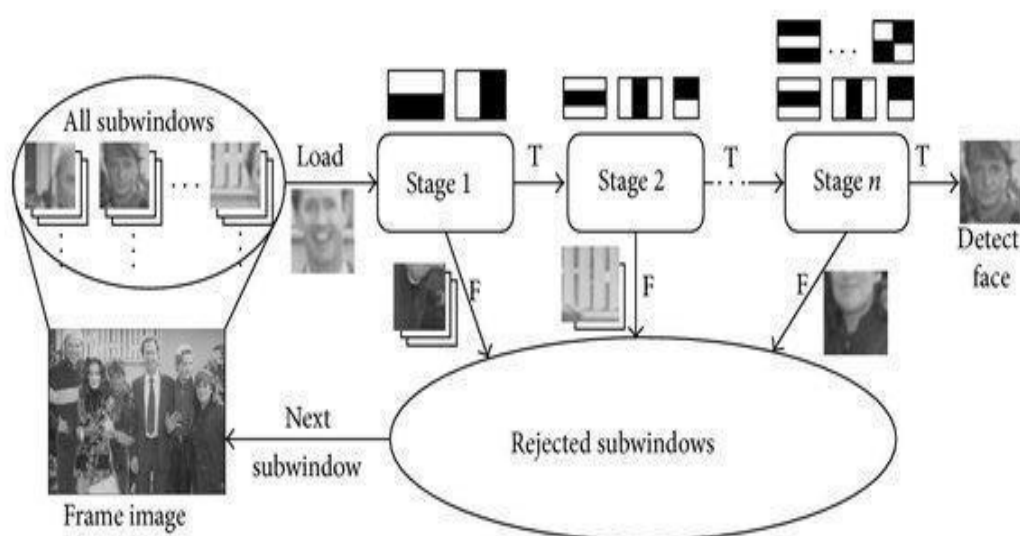 All subwindows
. . .
Load
Stage 1
T
Stage 2
T
. . .
Stage n
T
Detect
face
F
F
F
Rejected subwindows
Next
subwindow
Frame image